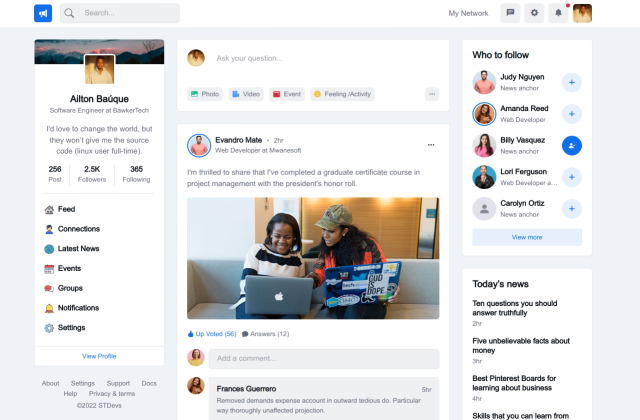 Search...
My Network
Ailton Baúque
Software Engineer at BawkerTech
I'd love to change the world, but
they won't give me the source
code (linux user full-time).
256
Post
2.5K
Followers
365
Following
Feed
Connections
Latest News
Events
Groups
Notifications
Settings
View Profile
About Settings Support Docs
Help Privacy & terms
©2022 STDevs
Ask your question...
Photo
Video
Event
Feeling /Activity
Evandro Mate • 2hr
Web Developer at Mwanesoft
I'm thrilled to share that I've completed a graduate certificate course in
project management with the president's honor roll.
GUD
IS
DOPE
Up Voted (56) Answers (12)
Add a comment...
Frances Guerrero 5hr
Removed demands expense account in outward tedious do. Particular
way thoroughly unaffected projection.
Who to follow
Judy Nguyen
News anchor
Amanda Reed
Web Developer
Billy Vasquez
News anchor
Lori Ferguson
Web Developer a...
Carolyn Ortiz
News anchor
View more
Today's news
Ten questions you should
answer truthfully
2hr
Five unbelievable facts about
money
3hr
Best Pinterest Boards for
learning about business
4hr
Skills that you can learn from